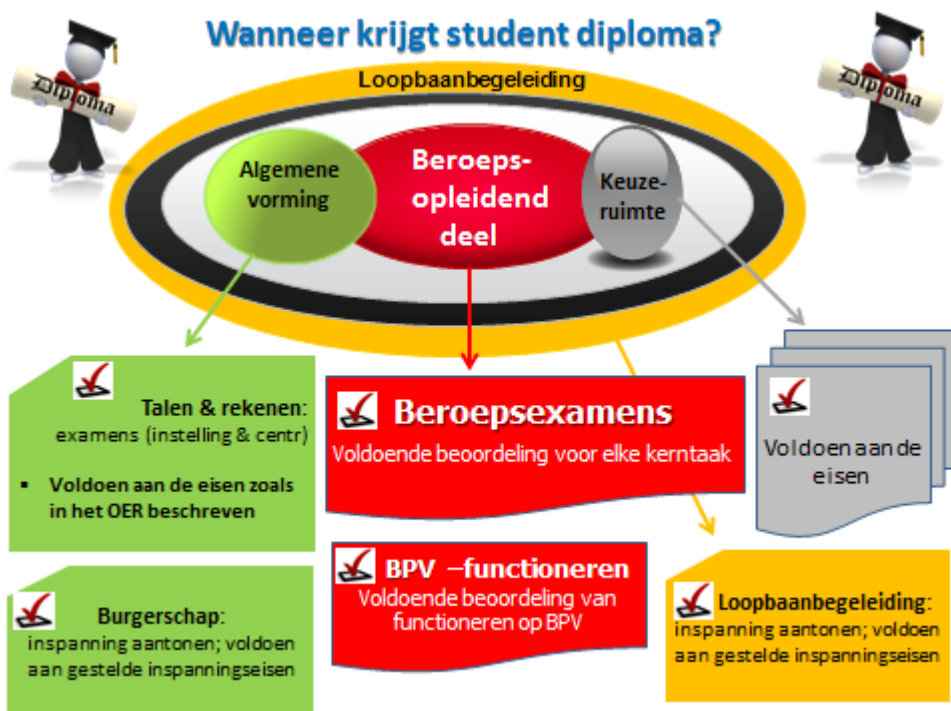 Wanneer krijgt student diploma?
Diploma
Diploma
Loopbaanbegeleiding
Algemene
vorming
Beroeps-
opleidend
deel
Keuze-
ruimte
Talen & rekenen:
examens (instelling & centr)
▪ Voldoen aan de eisen zoals
in het OER beschreven
Burgerschap:
inspanning aantonen; voldoen
aan gestelde inspanningseisen
Beroepsexamens
Voldoende beoordeling voor elke kerntaak
BPV –functioneren
Voldoende beoordeling van
functioneren op BPV
Voldoen aan de
eisen
Loopbaanbegeleiding:
inspanning aantonen; voldoen
aan gestelde inspanningseisen